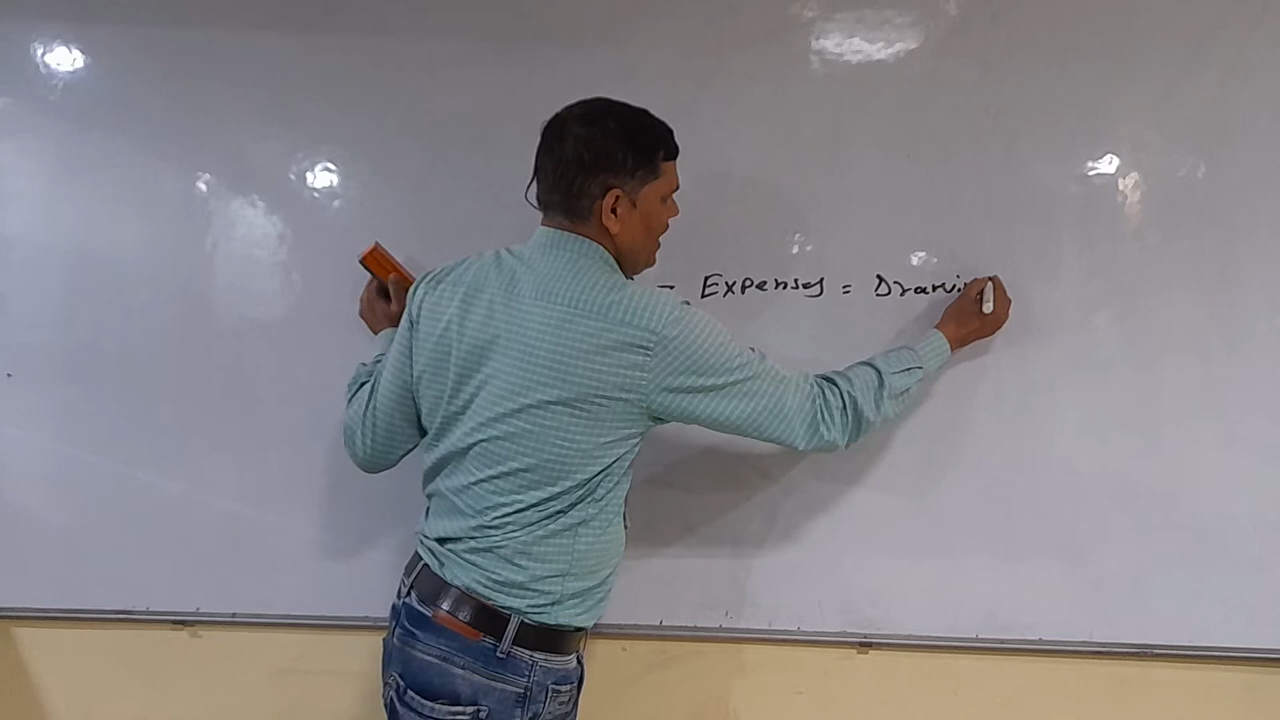 - Expenses = Drawi